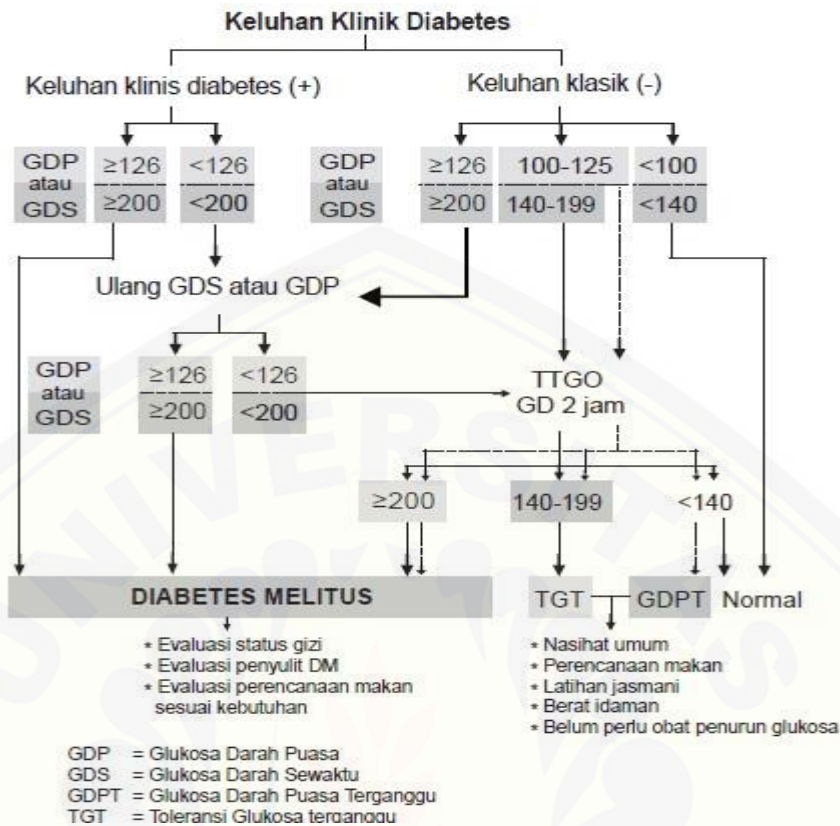 Keluhan Klinik Diabetes
Keluhan klinis diabetes (+)
Keluhan klasik (-)
GDP
atau
GDS
≥126
<126
≥200
<200
GDP
atau
GDS
≥126
100-125
<100
≥200
140-199
<140
Ulang GDS atau GDP
GDP
atau
GDS
≥126
<126
≥200
<200
TTGO
GD 2 jam
≥200
140-199
<140
DIABETES MELITUS
TGT
GDPT
Normal
* Evaluasi status gizi
* Evaluasi penyulit DM
* Evaluasi perencanaan makan
sesuai kebutuhan
* Nasihat umum
* Perencanaan makan
* Latihan jasmani
* Berat idaman
* Belum perlu obat penurun glukosa
GDP = Glukosa Darah Puasa
GDS = Glukosa Darah Sewaktu
GDPT = Glukosa Darah Puasa Terganggu
TGT = Toleransi Glukosa terganggu
UNIVERSITAS